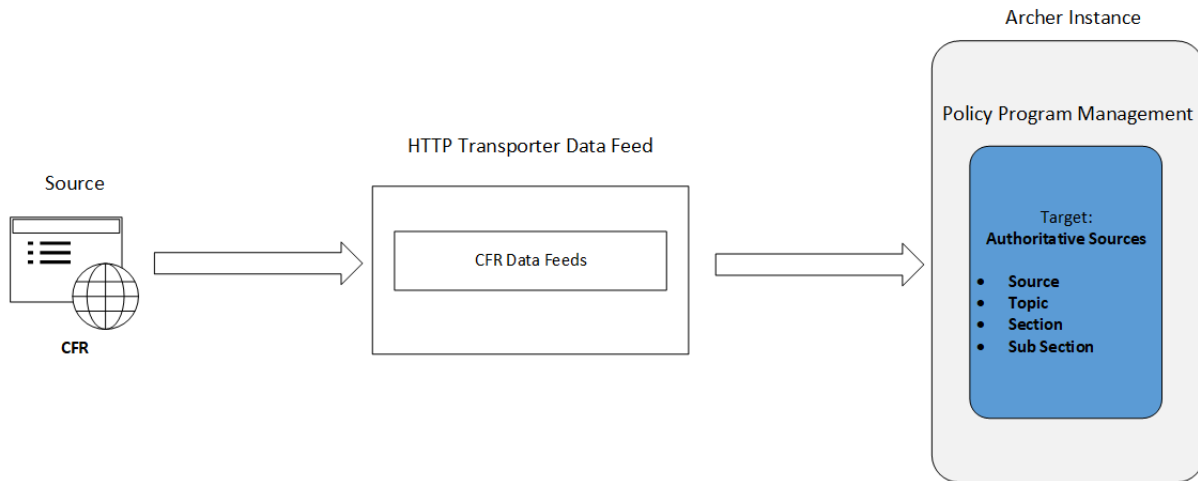 Source
CFR
HTTP Transporter Data Feed
CFR Data Feeds
Archer Instance
Policy Program Management
Target:
Authoritative Sources
• Source
• Topic
• Section
• Sub Section